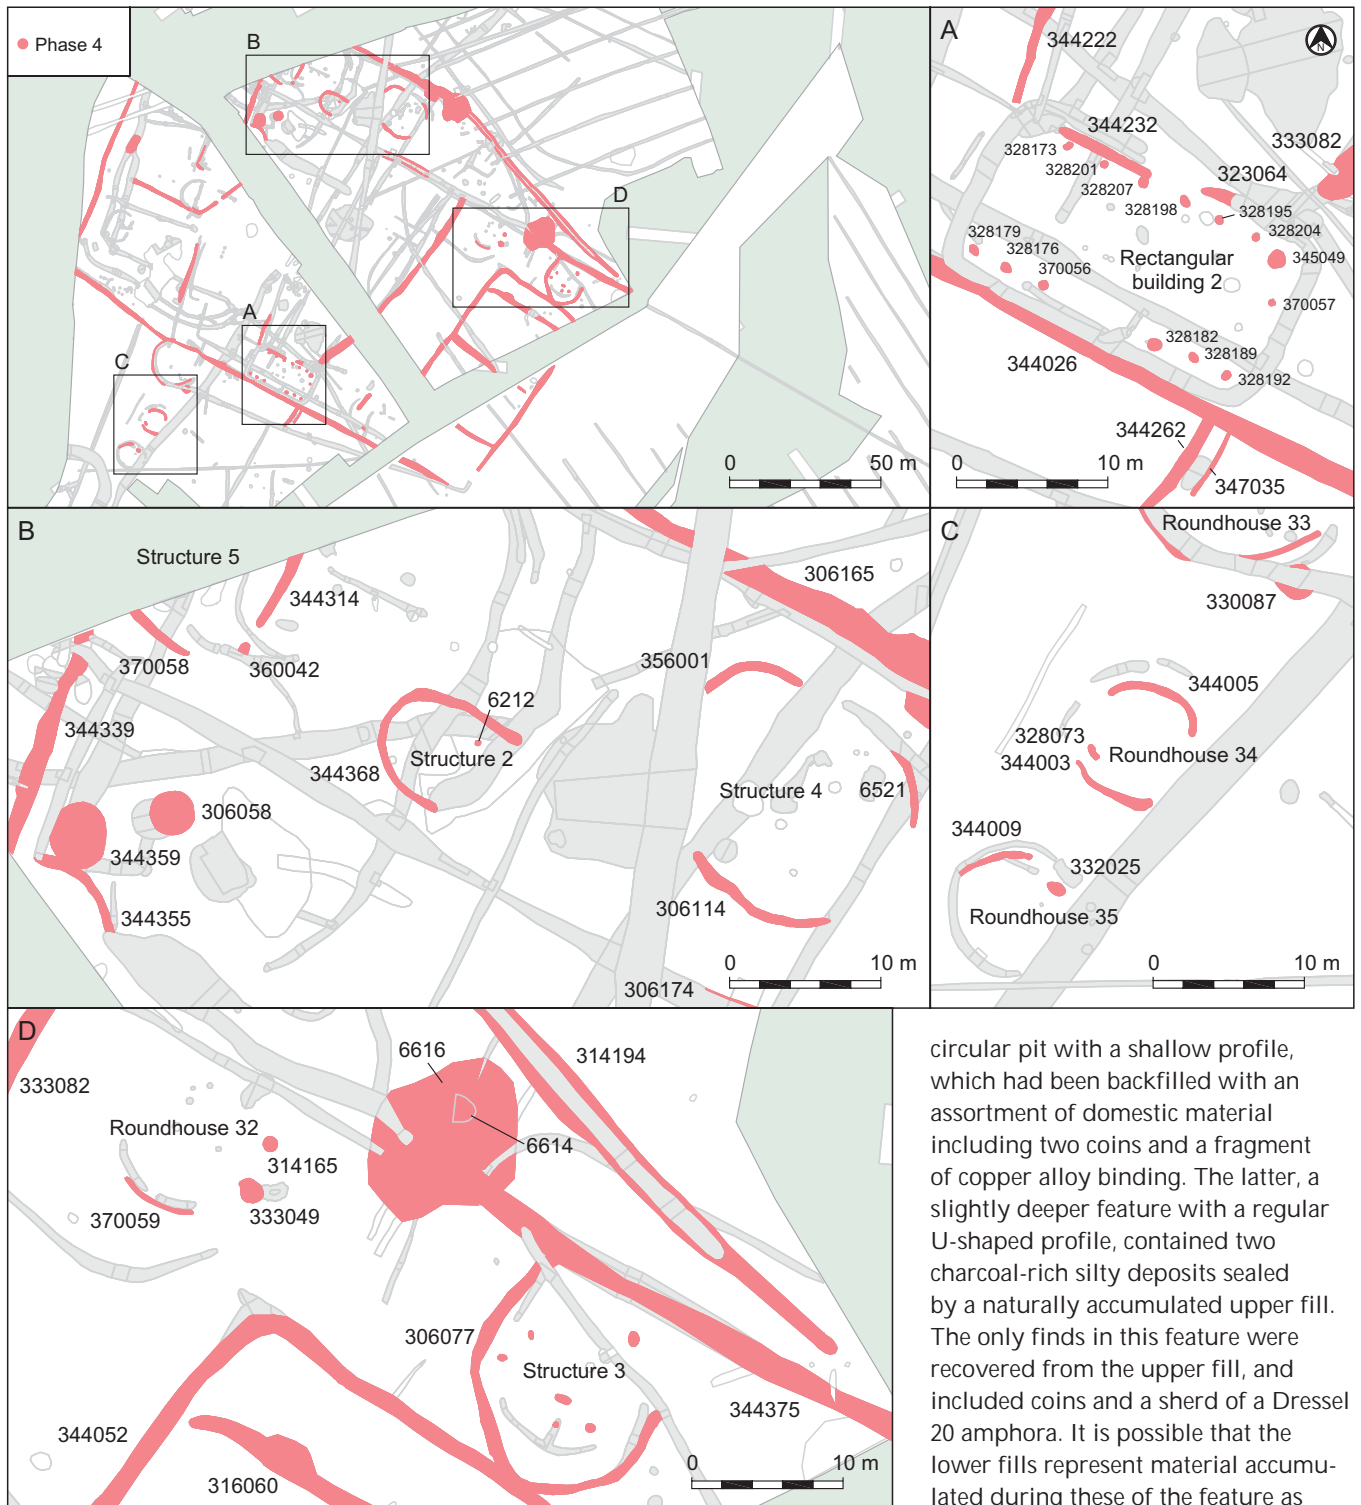 Phase 4
B
D
A
C
0 50 m
A
N
344222
344232
333082
328173
328201
323064
328207
328198
328195
328204
328179
328176
370056
Rectangular
building 2
345049
370057
328182
328189
328192
344026
344262
347035
0 10 m
B
Structure 5
344314
306165
370058
360042
356001
6212
344339
344368
Structure 2
Structure 4
6521
306058
344359
306114
344355
306174
0 10 m
C
Roundhouse 33
330087
344005
328073
344003
Roundhouse 34
344009
332025
Roundhouse 35
0 10 m
D
6616
314194
333082
Roundhouse 32
6614
314165
370059
333049
306077
Structure 3
344375
344052
316060
0 10 m
circular pit with a shallow profile,
which had been backfilled with an
assortment of domestic material
including two coins and a fragment
of copper alloy binding. The latter, a
slightly deeper feature with a regular
U-shaped profile, contained two
charcoal-rich silty deposits sealed
by a naturally accumulated upper fill.
The only finds in this feature were
recovered from the upper fill, and
included coins and a sherd of a Dressel
20 amphora. It is possible that the
lower fills represent material accumu-
lated during these of the feature as